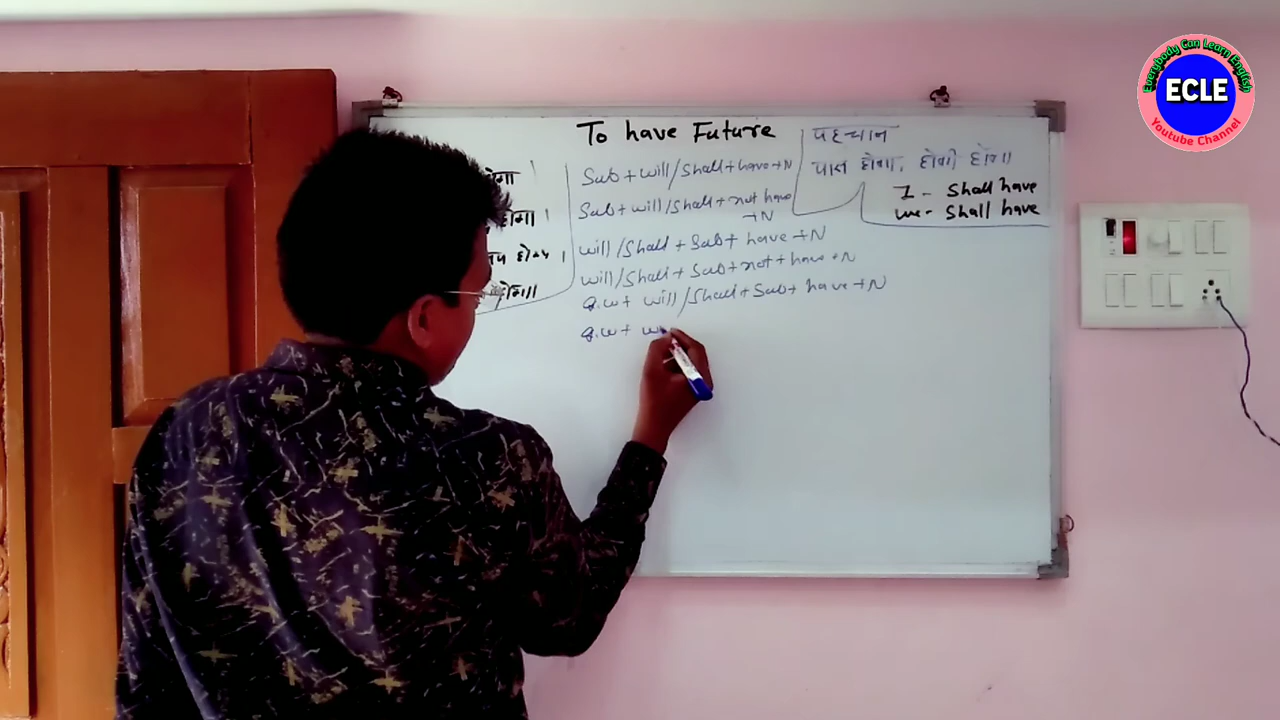 To have Future
Sub + will/Shall + have + N
Sub + will/Shall + not have
+ N
will/Shall + Sub + have + N
will/Shall + Sub + not + have + N
q.w + will/Shall + Sub + have + N
q.w + w
पहचान
पास होगा, होगी होगा
I - Shall have
we - Shall have
Everybody Can Learn English
ECLE
Youtube Channel